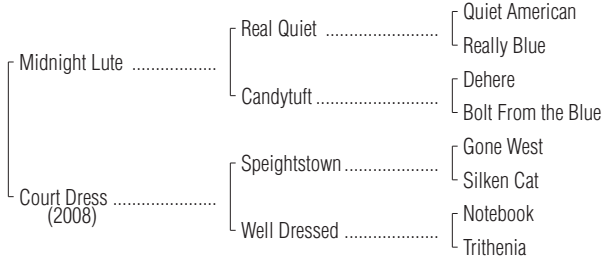 Quiet American
Real Quiet ....................
Really Blue
Midnight Lute ...............
Dehere
Candytuft ......................
Bolt From the Blue
Gone West
Speightstown .................
Silken Cat
Court Dress ..................
(2008)
Notebook
Well Dressed .................
Trithenia